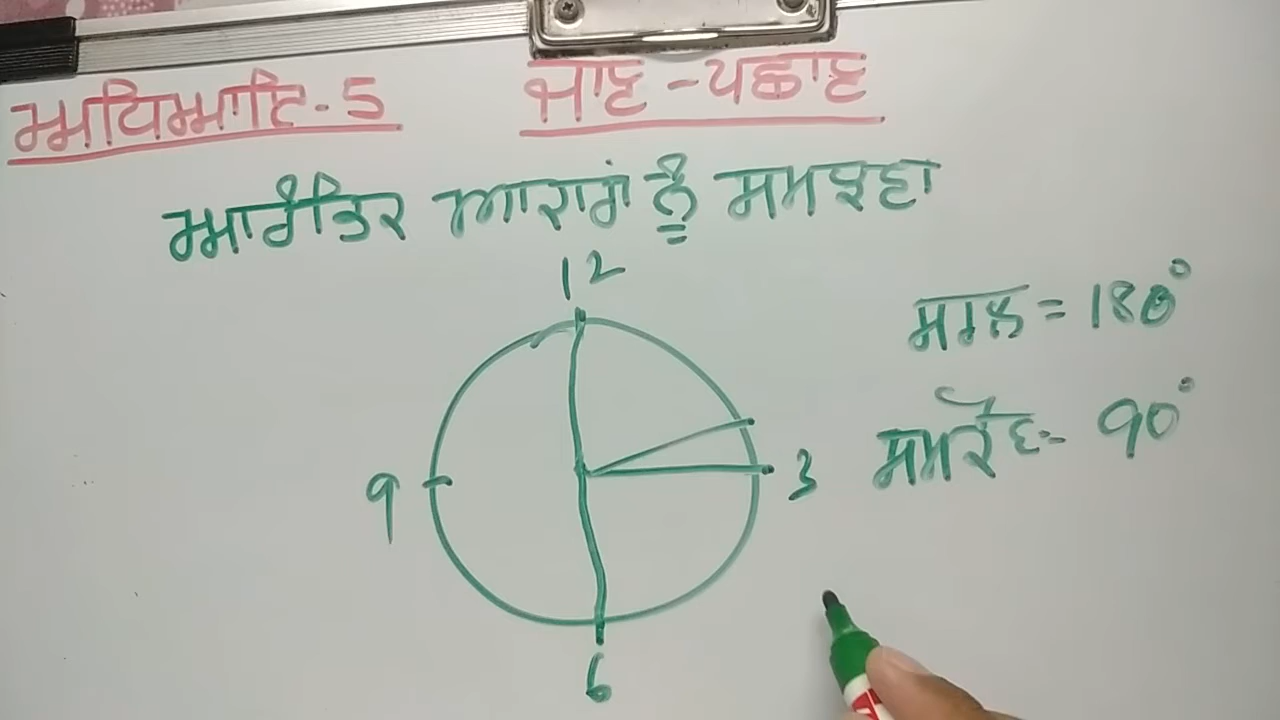 ਅਧਿਆਇ-5 ਜਾਣ-ਪਛਾਣ
ਆਰੰਭਿਕ ਆਕਾਰਾਂ ਨੂੰ ਸਮਝਣਾ
12
ਸਰਲ = 180°
9
3
ਸਮਕੋਣ = 90°
6